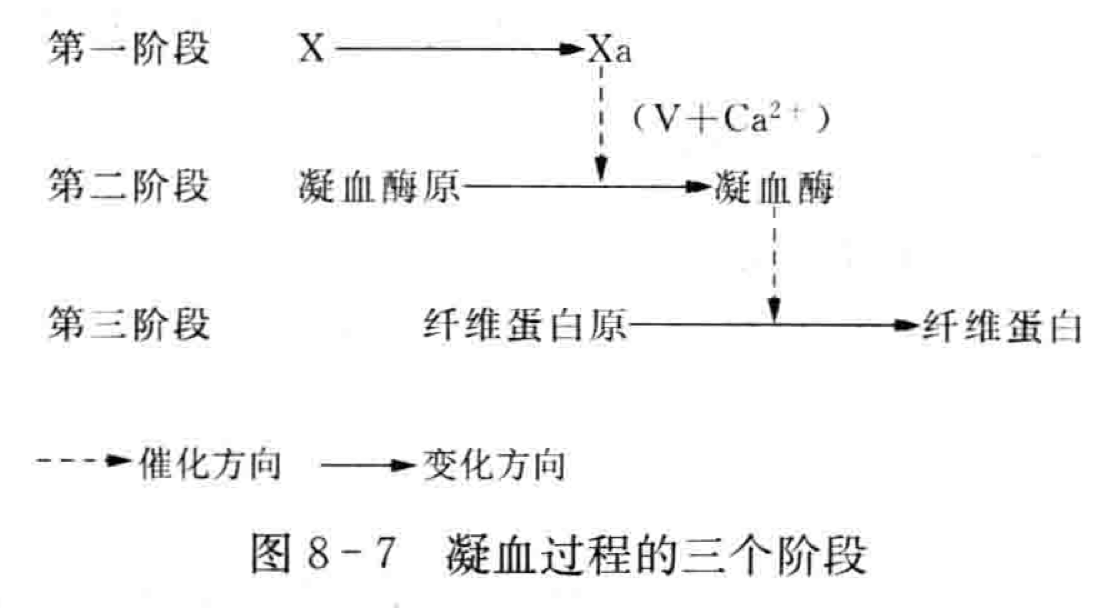 第一阶段 X Xa
(V+Ca²⁺)
第二阶段 凝血酶原 凝血酶
第三阶段 纤维蛋白原 纤维蛋白
催化方向 变化方向
图 8-7 凝血过程的三个阶段